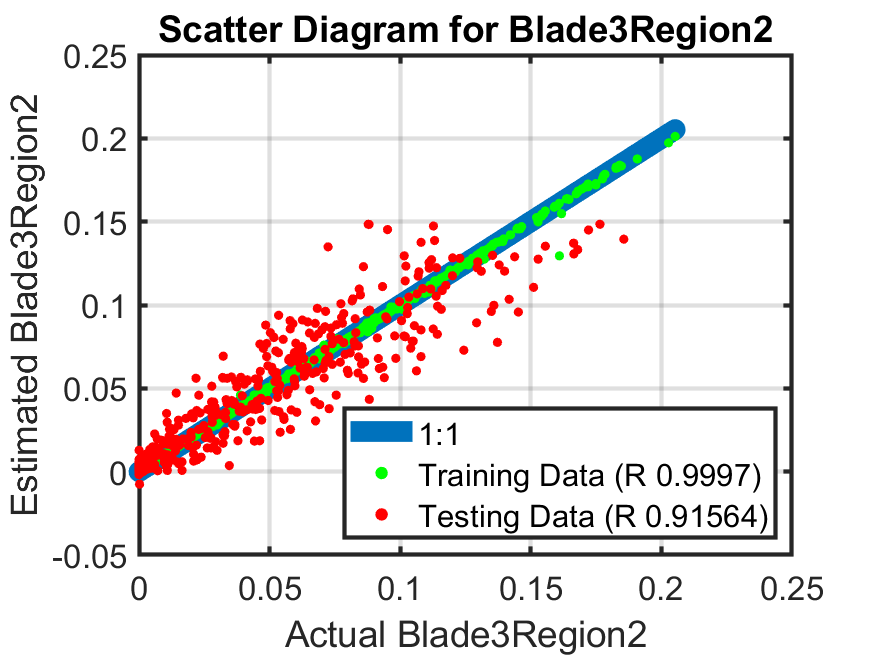 Scatter Diagram for Blade3Region2
Estimated Blade3Region2
0.25
0.2
0.15
0.1
0.05
0
-0.05
1:1
Training Data (R 0.9997)
Testing Data (R 0.91564)
0 0.05 0.1 0.15 0.2 0.25
Actual Blade3Region2